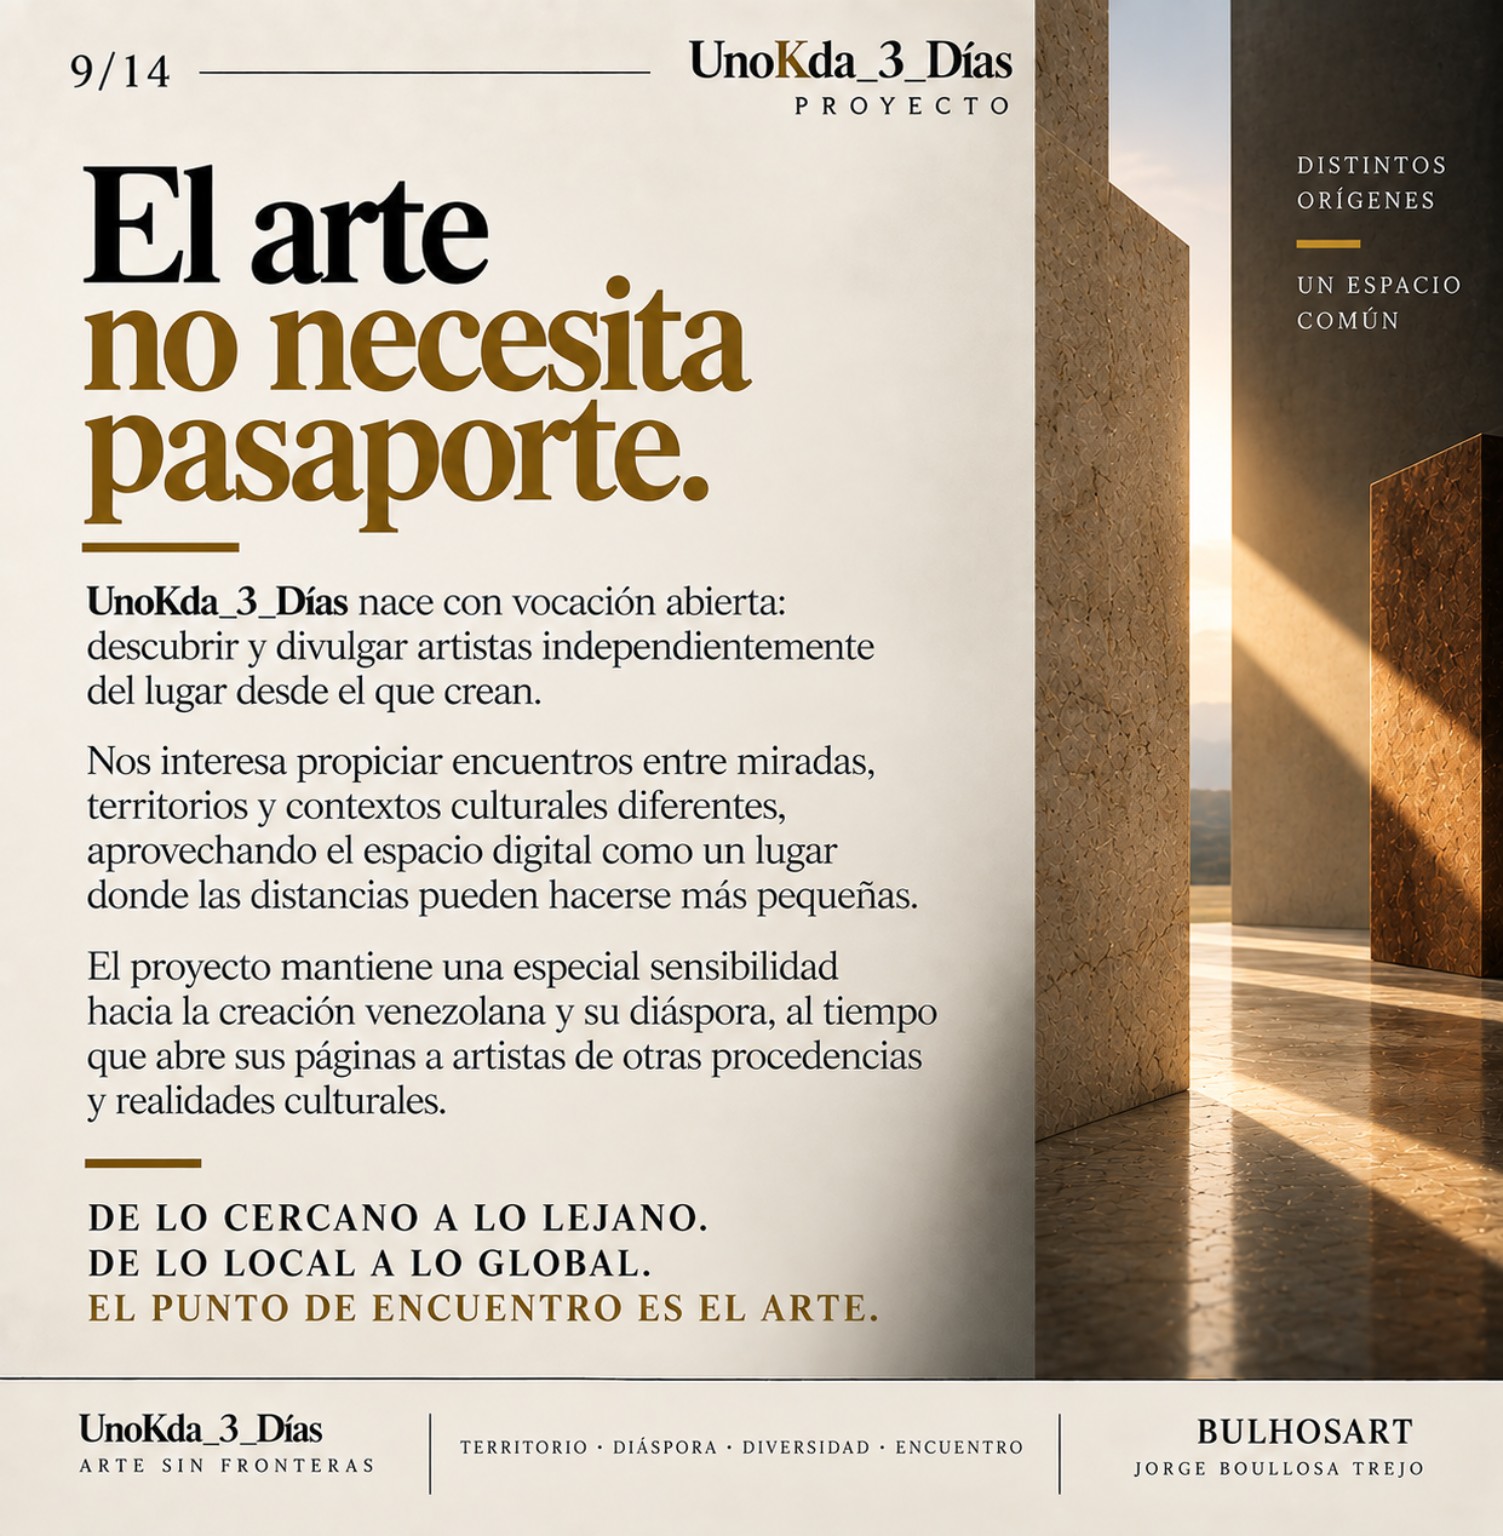 9/14
UnoKda_3_Días
PROYECTO
El arte
no necesita
pasaporte.
UnoKda_3_Días nace con vocación abierta:
descubrir y divulgar artistas independientemente
del lugar desde el que crean.
Nos interesa propiciar encuentros entre miradas,
territorios y contextos culturales diferentes,
aprovechando el espacio digital como un lugar
donde las distancias pueden hacerse más pequeñas.
El proyecto mantiene una especial sensibilidad
hacia la creación venezolana y su diáspora, al tiempo
que abre sus páginas a artistas de otras procedencias
y realidades culturales.
DE LO CERCANO A LO LEJANO.
DE LO LOCAL A LO GLOBAL.
EL PUNTO DE ENCUENTRO ES EL ARTE.
DISTINTOS
ORÍGENES
UN ESPACIO
COMÚN
UnoKda_3_Días
ARTE SIN FRONTERAS
TERRITORIO · DIÁSPORA · DIVERSIDAD · ENCUENTRO
BULHOSART
JORGE BOULLOSA TREJO